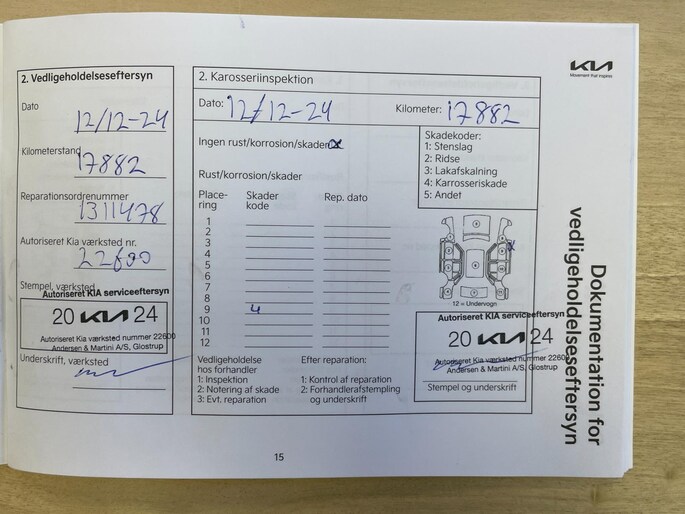 KIA
Movement that inspires
Dokumentation for
vedligeholdelseseftersyn
2. Vedligeholdelseseftersyn
Dato
12/12-24
Kilometerstand
17882
Reparationsordrenummer
1311478
Autoriseret Kia værksted nr.
22600
Stempel, værksted
Autoriseret KIA serviceeftersyn
20 KIA 24
Autoriseret Kia værksted nummer 22600
Andersen & Martini A/S, Glostrup
Underskrift, værksted
2. Karosseriinspektion
Dato: 12/12-24 Kilometer: 17882
Ingen rust/korrosion/skader x
Rust/korrosion/skader
Place-
ring
Skader
kode
Rep. dato
1
2
3
4
5
6
7
8
9 4
10
11
12
Skadekoder:
1: Stenslag
2: Ridse
3: Lakafskalning
4: Karrosseriskade
5: Andet
x
12 = Undervogn
Vedligeholdelse
hos forhandler
1: Inspektion
2: Notering af skade
3: Evt. reparation
Efter reparation:
1: Kontrol af reparation
2: Forhandlerafstempling
og underskrift
Autoriseret KIA serviceeftersyn
20 KIA 24
Autoriseret Kia værksted nummer 22600
Andersen & Martini A/S, Glostrup
Stempel og underskrift
15